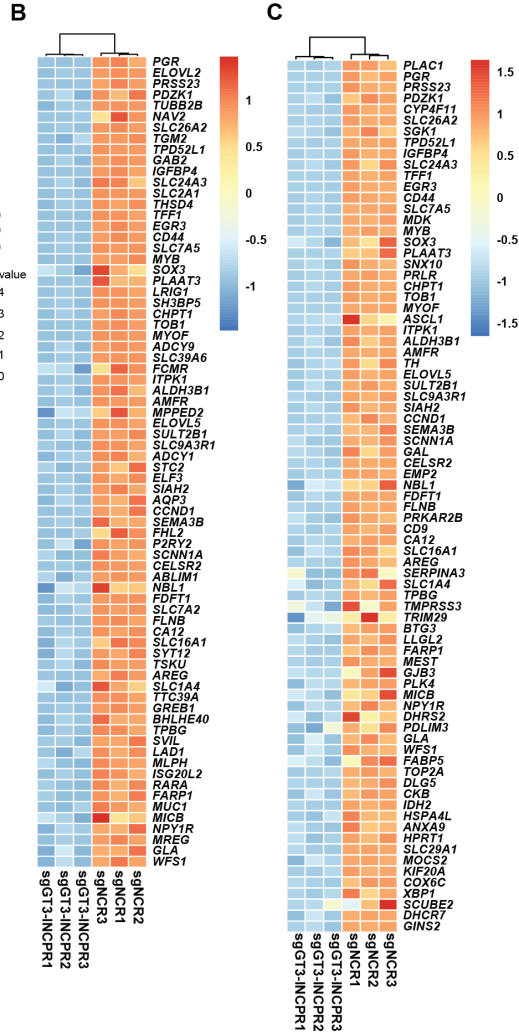 B
PGR
ELOVL2
PRSS23
PDZK1
TUBB2B
NAV2
SLC26A2
TGM2
TPD52L1
GAB2
IGFBP4
SLC24A3
SLC2A1
THSD4
TFF1
EGR3
CD44
SLC7A5
MYB
SOX3
PLAAT3
LRIG1
SH3BP5
CHPT1
TOB1
MYOF
ADCY9
SLC39A6
FCMR
ITPK1
ALDH3B1
AMFR
MPPED2
ELOVL5
SULT2B1
SLC9A3R1
ADCY1
STC2
ELF3
SIAH2
AQP3
CCND1
SEMA3B
FHL2
P2RY2
SCNN1A
CELSR2
ABLIM1
NBL1
FDFT1
SLC7A2
FLNB
CA12
SLC16A1
SYT12
TSKU
AREG
SLC1A4
TTC39A
GREB1
BHLHE40
TPBG
SVIL
LAD1
MLPH
ISG20L2
RARA
FARP1
MUC1
MICB
NPY1R
MREG
GLA
WFS1
1
0.5
0
-0.5
-1
value
4
3
2
1
0
sgGT3-INCPR1
sgGT3-INCPR2
sgGT3-INCPR3
sgNCR3
sgNCR1
sgNCR2
C
PLAC1
PGR
PRSS23
PDZK1
CYP4F11
SLC26A2
SGK1
TPD52L1
IGFBP4
SLC24A3
TFF1
EGR3
CD44
SLC7A5
MDK
MYB
SOX3
PLAAT3
SNX10
PRLR
CHPT1
TOB1
MYOF
ASCL1
ITPK1
ALDH3B1
AMFR
TH
ELOVL5
SULT2B1
SLC9A3R1
SIAH2
CCND1
SEMA3B
SCNN1A
GAL
CELSR2
EMP2
NBL1
FDFT1
FLNB
PRKAR2B
CD9
CA12
SLC16A1
AREG
SERPINA3
SLC1A4
TPBG
TMPRSS3
TRIM29
BTG3
LLGL2
FARP1
MEST
GJB3
PLK4
MICB
NPY1R
DHRS2
PDLIM3
GLA
WFS1
FABP5
TOP2A
DLG5
CKB
IDH2
HSPA4L
ANXA9
HPRT1
SLC29A1
MOCS2
KIF20A
COX6C
XBP1
SCUBE2
DHCR7
GINS2
1.5
1
0.5
0
-0.5
-1
-1.5
sgGT3-INCPR1
sgGT3-INCPR2
sgGT3-INCPR3
sgNCR1
sgNCR2
sgNCR3